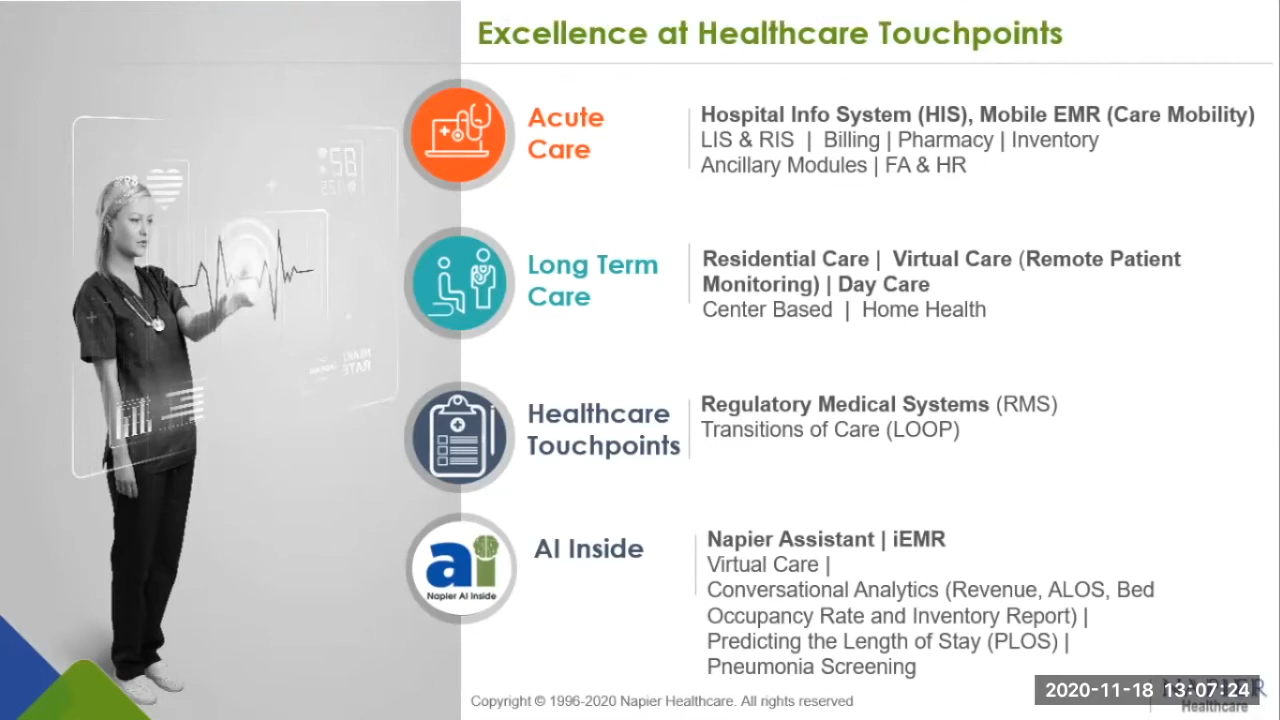 Excellence at Healthcare Touchpoints
Acute
Care
Hospital Info System (HIS), Mobile EMR (Care Mobility)
LIS & RIS | Billing | Pharmacy | Inventory
Ancillary Modules | FA & HR
Long Term
Care
Residential Care | Virtual Care (Remote Patient
Monitoring) | Day Care
Center Based | Home Health
Healthcare
Touchpoints
Regulatory Medical Systems (RMS)
Transitions of Care (LOOP)
ai
Napier AI Inside
AI Inside
Napier Assistant | iEMR
Virtual Care |
Conversational Analytics (Revenue, ALOS, Bed
Occupancy Rate and Inventory Report) |
Predicting the Length of Stay (PLOS) |
Pneumonia Screening
Copyright © 1996-2020 Napier Healthcare. All rights reserved
2020-11-18 13:07:24
Healthcare
58
HEART
RATE